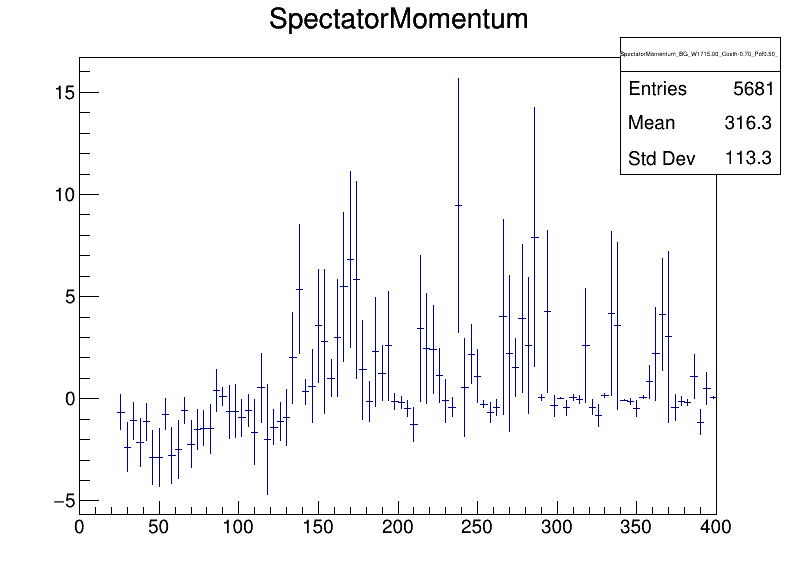 SpectatorMomentum
SpectatorMomentum_BG_W1715.00_Costh-0.70_Pol0.50_
Entries 5681
Mean 316.3
Std Dev 113.3
15
10
5
0
−5
0 50 100 150 200 250 300 350 400